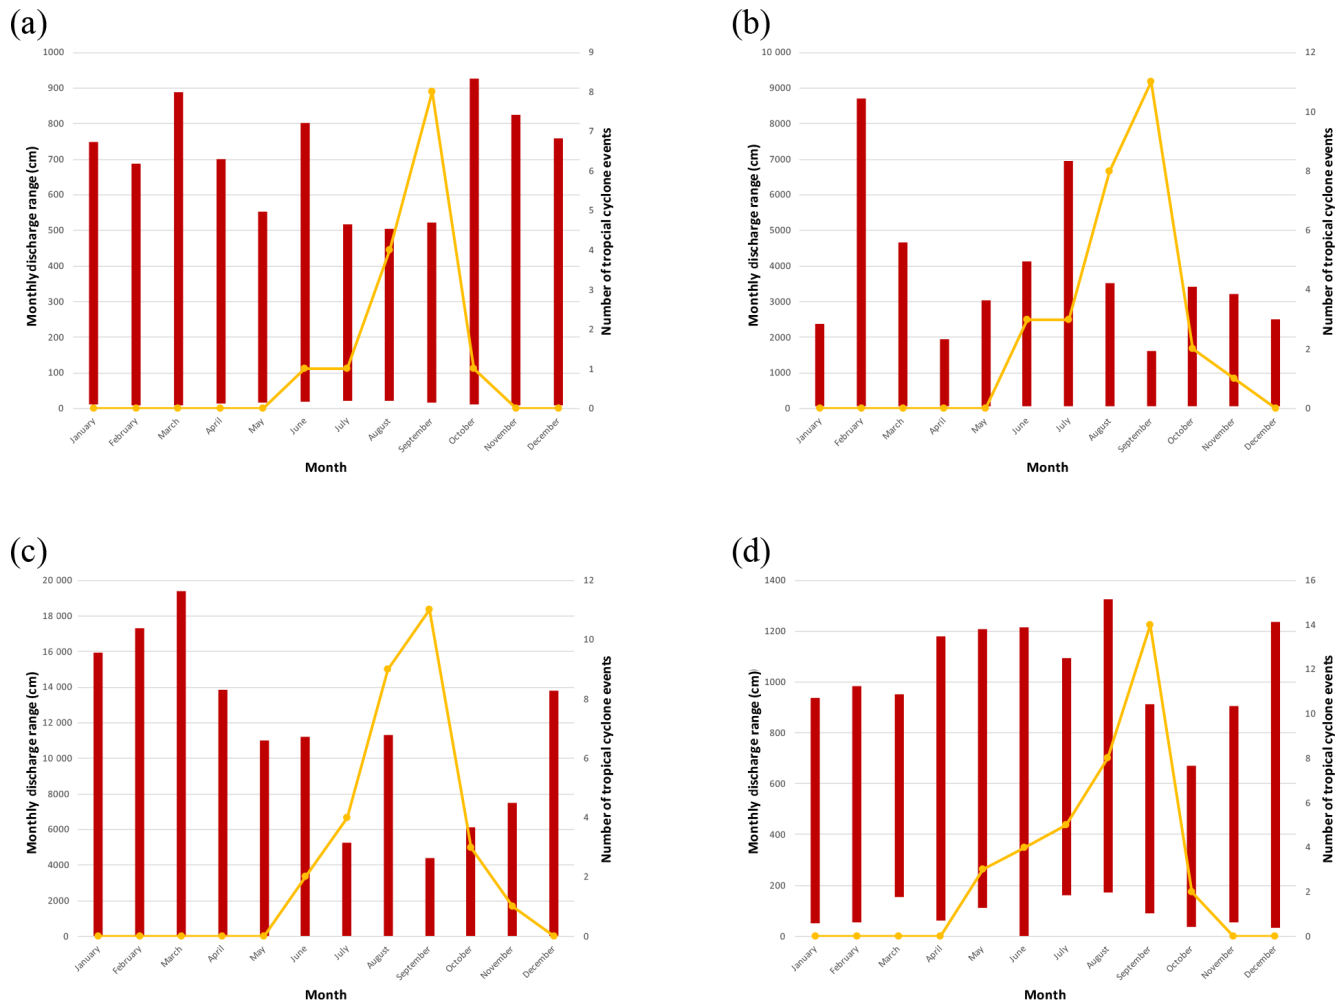 (a)
Monthly discharge range (cm)
1000
900
800
700
600
500
400
300
200
100
0
9
8
7
6
5
4
3
2
1
0
Number of tropcial cyclone events
January
February
March
April
May
June
July
August
September
October
November
December
Month
(b)
Monthly discharge range (cm)
10 000
9000
8000
7000
6000
5000
4000
3000
2000
1000
0
12
10
8
6
4
2
0
Number of tropical cyclone events
January
February
March
April
May
June
July
August
September
October
November
December
Month
(c)
Monthly discharge range (cm)
20 000
18 000
16 000
14 000
12 000
10 000
8000
6000
4000
2000
0
12
10
8
6
4
2
0
Number of tropical cyclone events
January
February
March
April
May
June
July
August
September
October
November
December
Month
(d)
Monthly discharge range (cm)
1400
1200
1000
800
600
400
200
0
16
14
12
10
8
6
4
2
0
Number of tropical cyclone events
January
February
March
April
May
June
July
August
September
October
November
December
Month